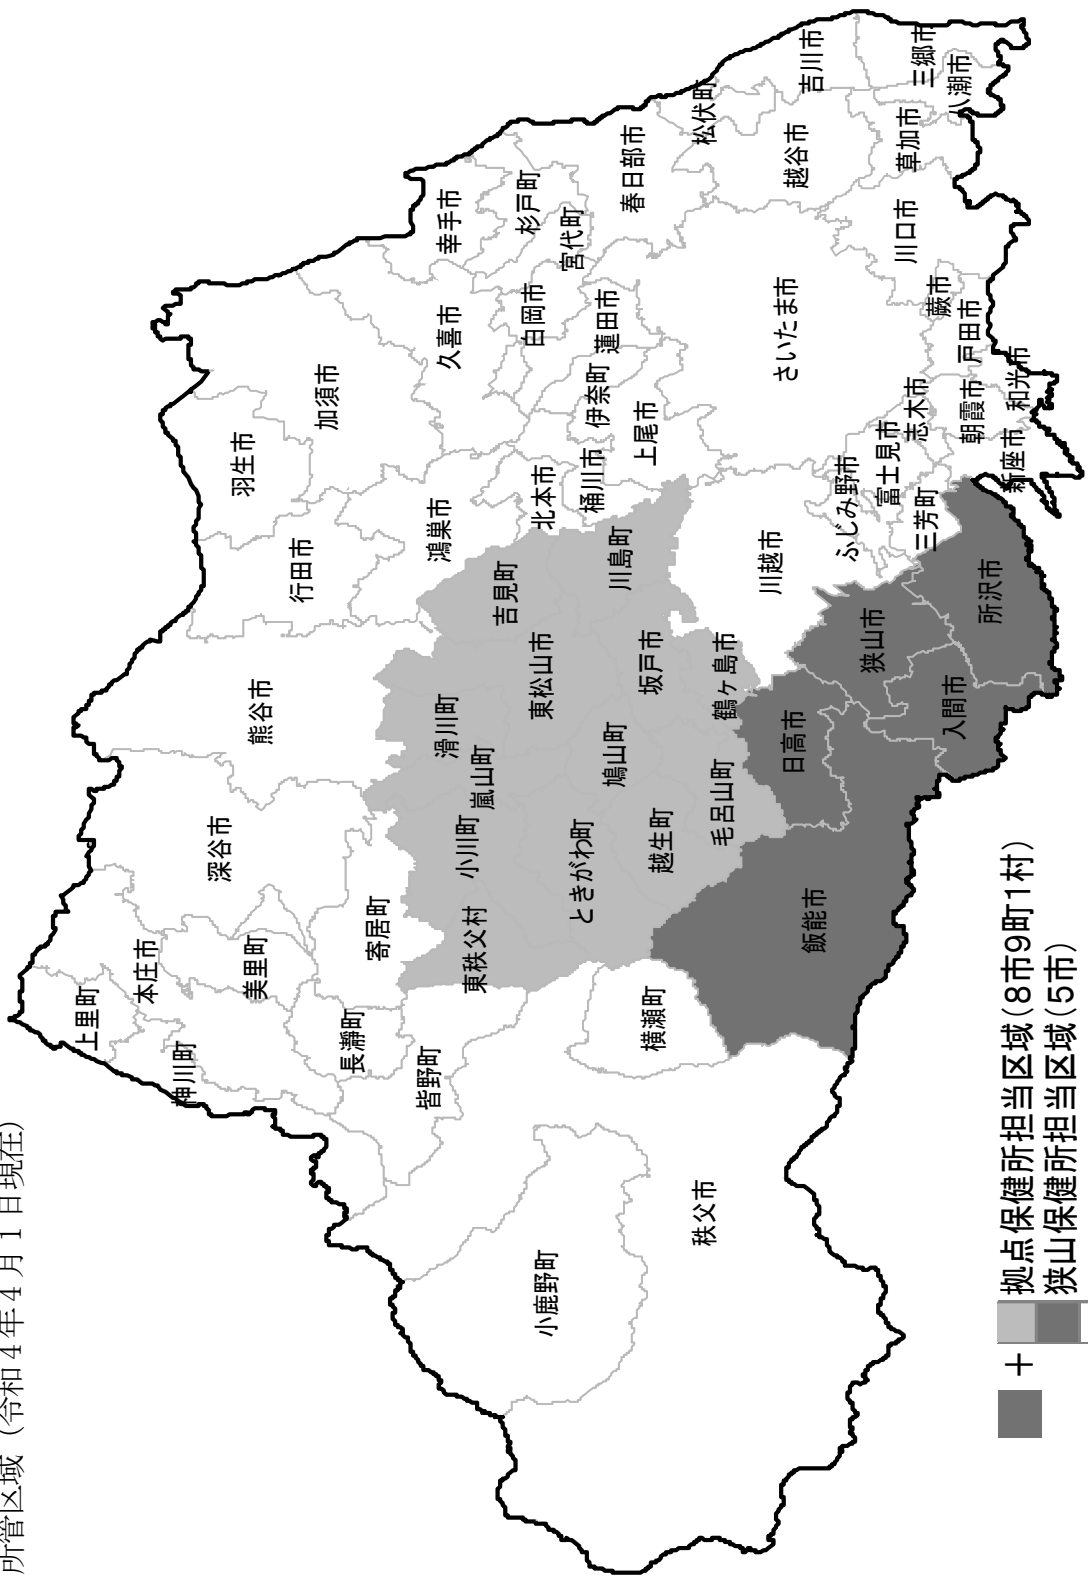 所管区域（令和４年４月１日現在）
小鹿野町
秩父市
皆野町
長瀞町
横瀬町
神川町
上里町
本庄市
美里町
寄居町
深谷市
熊谷市
東秩父村
小川町
嵐山町
滑川町
ときがわ町
鳩山町
東松山市
吉見町
川島町
越生町
毛呂山町
坂戸市
鶴ヶ島市
飯能市
日高市
入間市
狭山市
所沢市
行田市
羽生市
加須市
鴻巣市
北本市
桶川市
伊奈町
上尾市
久喜市
幸手市
白岡市
蓮田市
杉戸町
宮代町
春日部市
松伏町
越谷市
吉川市
三郷市
八潮市
草加市
川口市
さいたま市
蕨市
戸田市
川越市
ふじみ野市
富士見市
三芳町
志木市
朝霞市
和光市
新座市
＋ 拠点保健所担当区域(8市9町1村)
狭山保健所担当区域(5市)